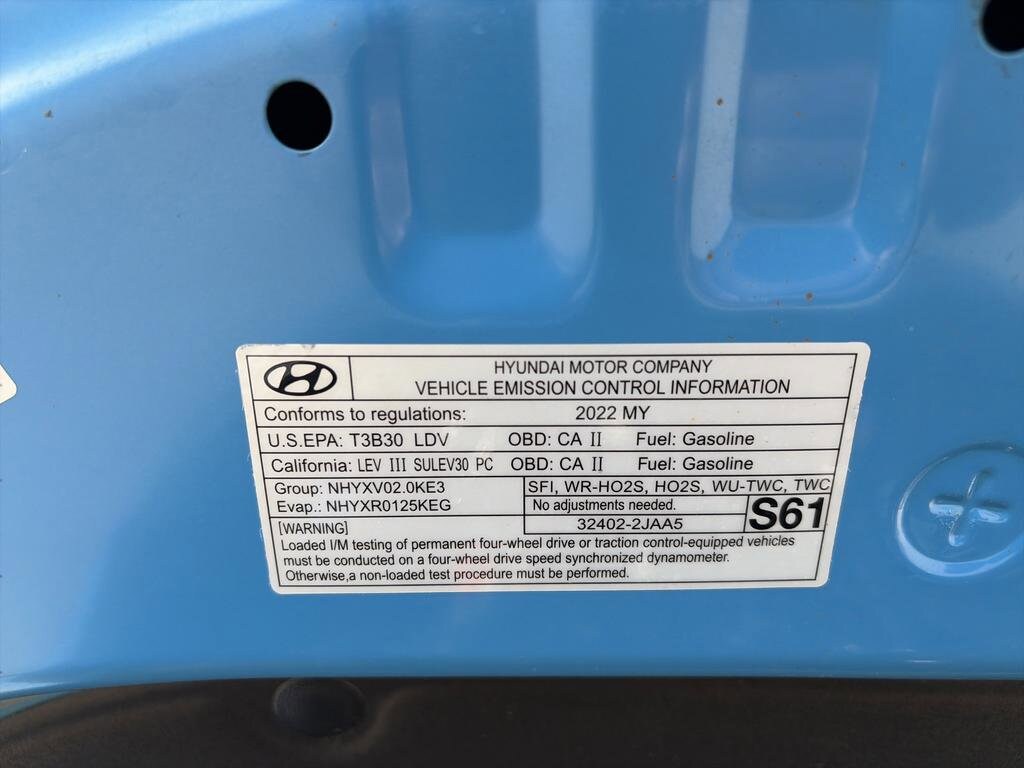 HYUNDAI MOTOR COMPANY
VEHICLE EMISSION CONTROL INFORMATION
Conforms to regulations: 2022 MY
U.S.EPA: T3B30 LDV OBD: CA II Fuel: Gasoline
California: LEV III SULEV30 PC OBD: CA II Fuel: Gasoline
Group: NHYXV02.0KE3
Evap.: NHYXR0125KEG
SFI, WR-HO2S, HO2S, WU-TWC, TWC
No adjustments needed.
32402-2JAA5
S61
[WARNING]
Loaded I/M testing of permanent four-wheel drive or traction control-equipped vehicles
must be conducted on a four-wheel drive speed synchronized dynamometer.
Otherwise,a non-loaded test procedure must be performed.